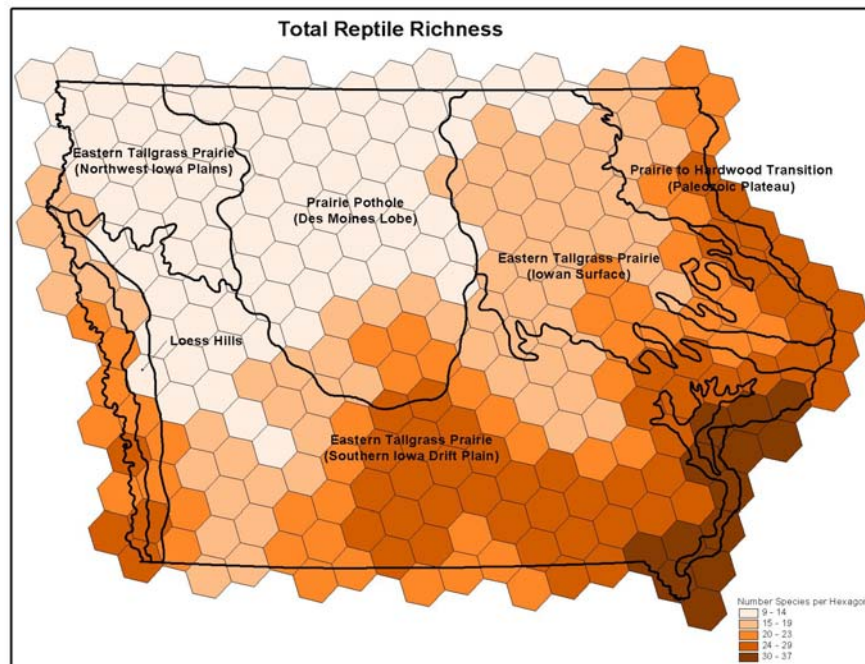 Total Reptile Richness
Eastern Tallgrass Prairie
(Northwest Iowa Plains)
Prairie Pothole
(Des Moines Lobe)
Prairie to Hardwood Transition
(Paleozoic Plateau)
Eastern Tallgrass Prairie
(Iowan Surface)
Loess Hills
Eastern Tallgrass Prairie
(Southern Iowa Drift Plain)
Number Species per Hexagon
9 - 14
15 - 19
20 - 23
24 - 29
30 - 37